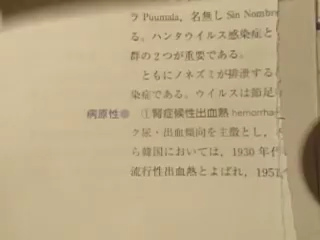 ラ Puumala, 名無し Sin Nombre
る。ハンタウイルス感染症と
群の2つが重要である。
ともにノネズミが排泄する
染症である。ウイルスは節足
病原性 ①腎症候性出血熱 hemorrha
ク尿・出血傾向を主徴とし，
ら韓国においては，1930 年代
流行性出血熱とよばれ，1951